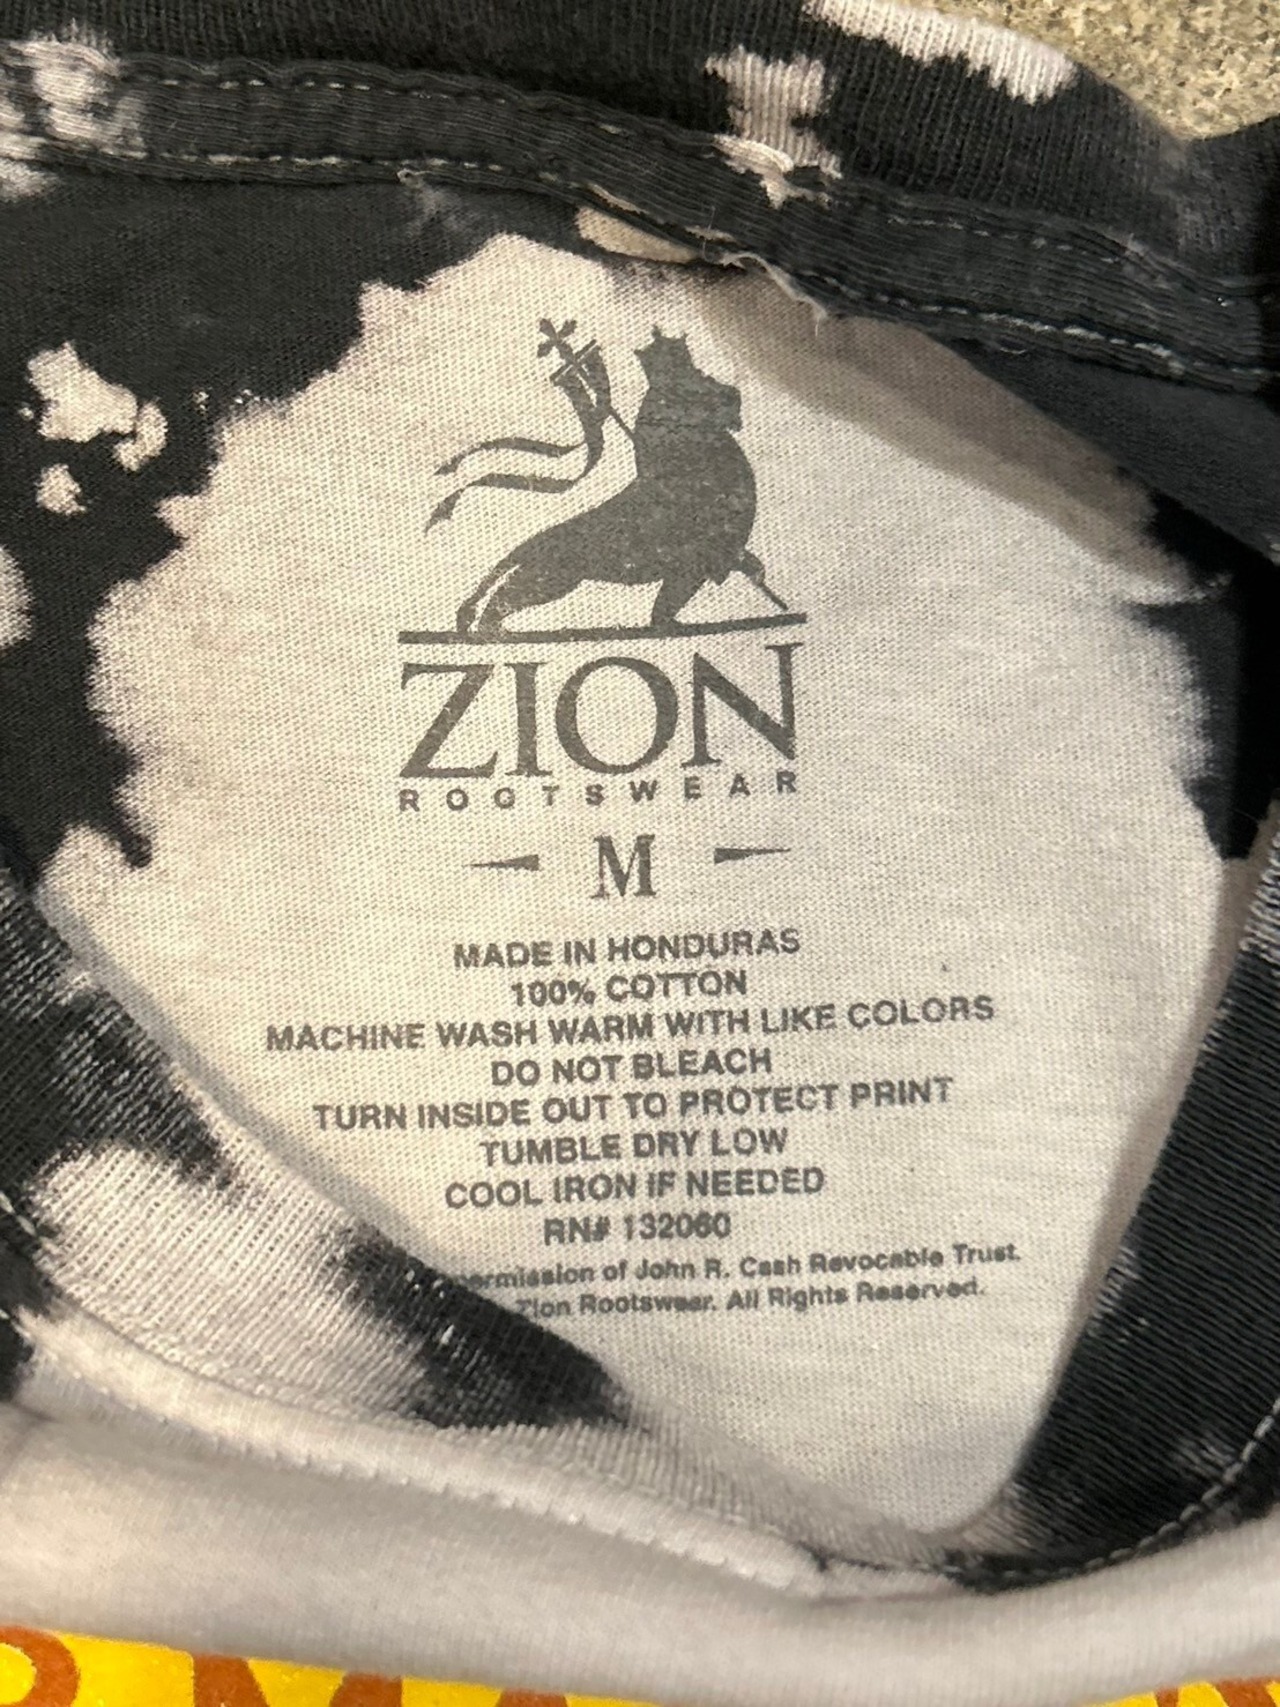 ZION
ROOTSWEAR
M
MADE IN HONDURAS
100% COTTON
MACHINE WASH WARM WITH LIKE COLORS
DO NOT BLEACH
TURN INSIDE OUT TO PROTECT PRINT
TUMBLE DRY LOW
COOL IRON IF NEEDED
RN# 132060
permission of John R. Cash Revocable Trust.
Zion Rootswear. All Rights Reserved.